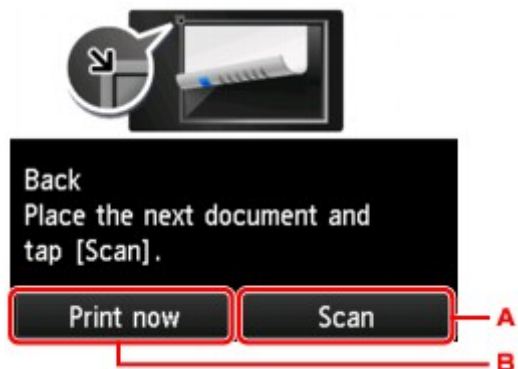 Back
Place the next document and
tap [Scan].
Print now Scan
A
B